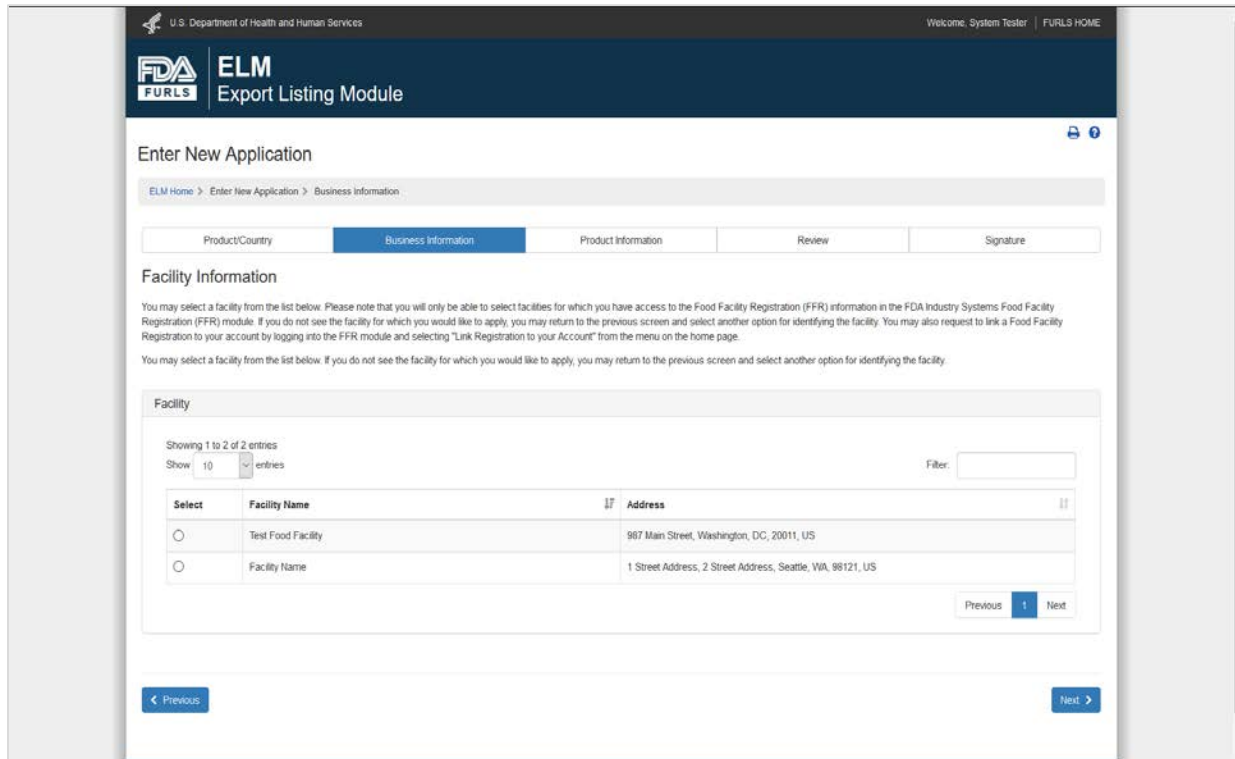 U.S. Department of Health and Human Services
Welcome, System Tester | FURLS HOME
FDA
FURLS
ELM
Export Listing Module
Enter New Application
ELM Home > Enter New Application > Business Information
Product/Country Business Information Product Information Review Signature
Facility Information
You may select a facility from the list below. Please note that you will only be able to select facilities for which you have access to the Food Facility Registration (FFR) information in the FDA Industry Systems Food Facility
Registration (FFR) module. If you do not see the facility for which you would like to apply, you may return to the previous screen and select another option for identifying the facility. You may also request to link a Food Facility
Registration to your account by logging into the FFR module and selecting "Link Registration to your Account" from the menu on the home page.
You may select a facility from the list below. If you do not see the facility for which you would like to apply, you may return to the previous screen and select another option for identifying the facility.
Facility
Showing 1 to 2 of 2 entries
Show 10 entries
Filter:
Select Facility Name Address
Test Food Facility 987 Main Street, Washington, DC, 20011, US
Facility Name 1 Street Address, 2 Street Address, Seattle, WA, 98121, US
Previous 1 Next
Previous
Next